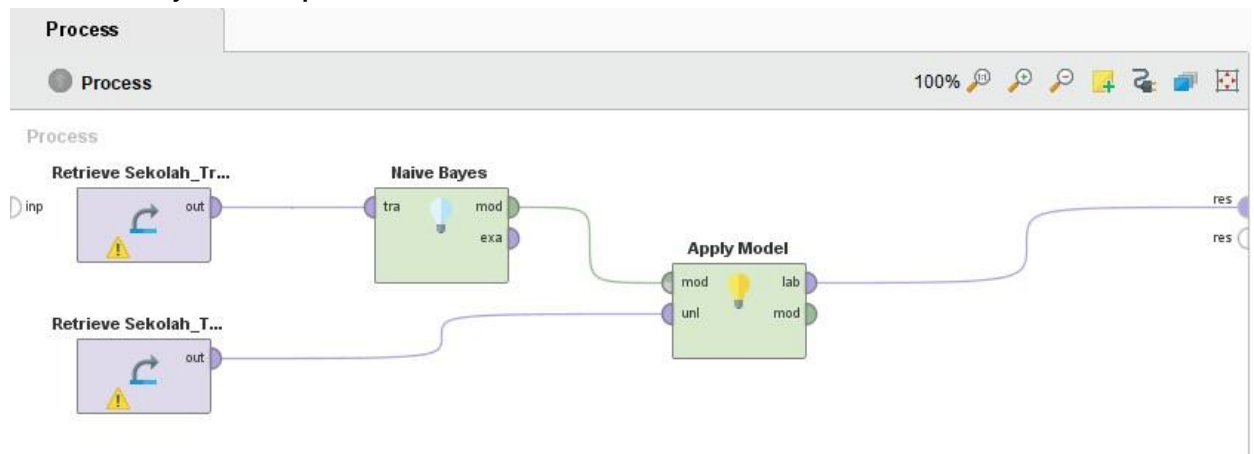 Process
Process
100%
Process
Retrieve Sekolah_Tr...
Naive Bayes
inp
out
tra
mod
exa
res
res
Apply Model
mod
lab
unl
mod
Retrieve Sekolah_T...
out